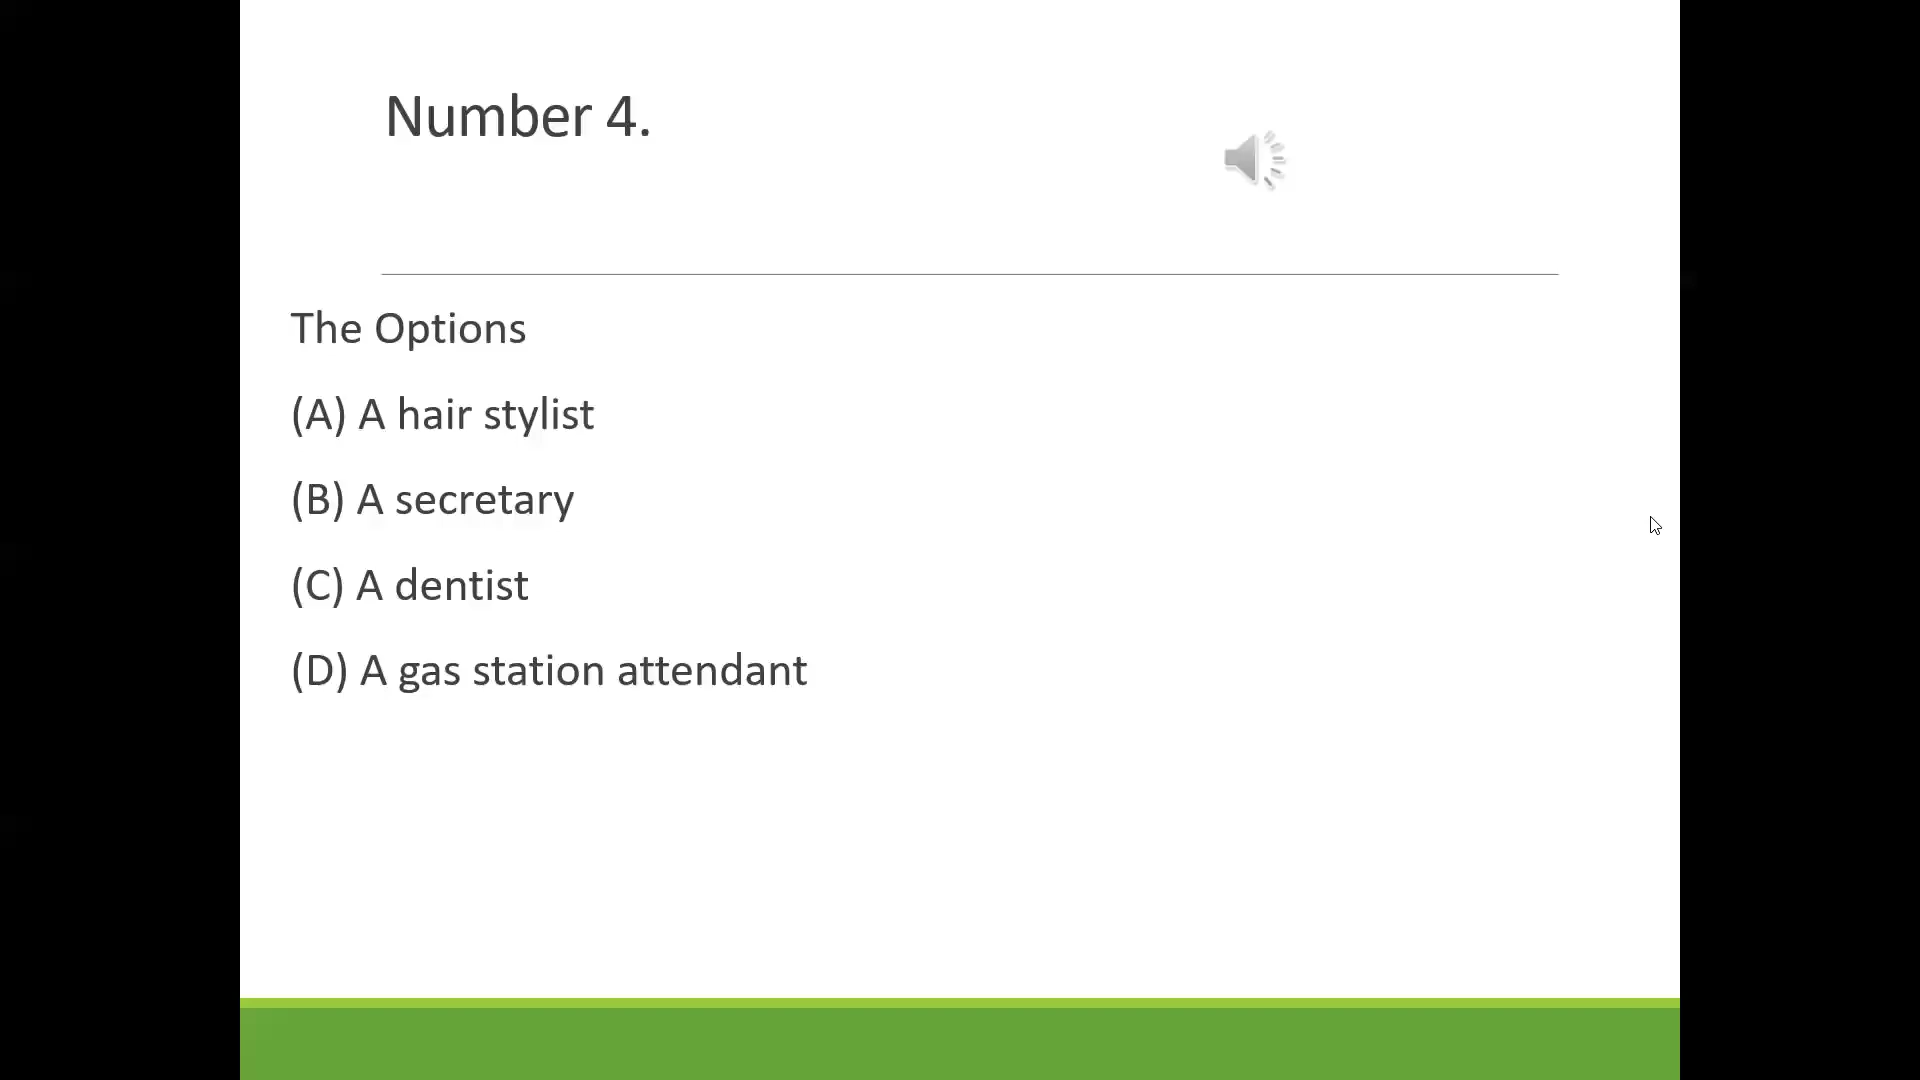 Number 4.
The Options
(A) A hair stylist
(B) A secretary
(C) A dentist
(D) A gas station attendant